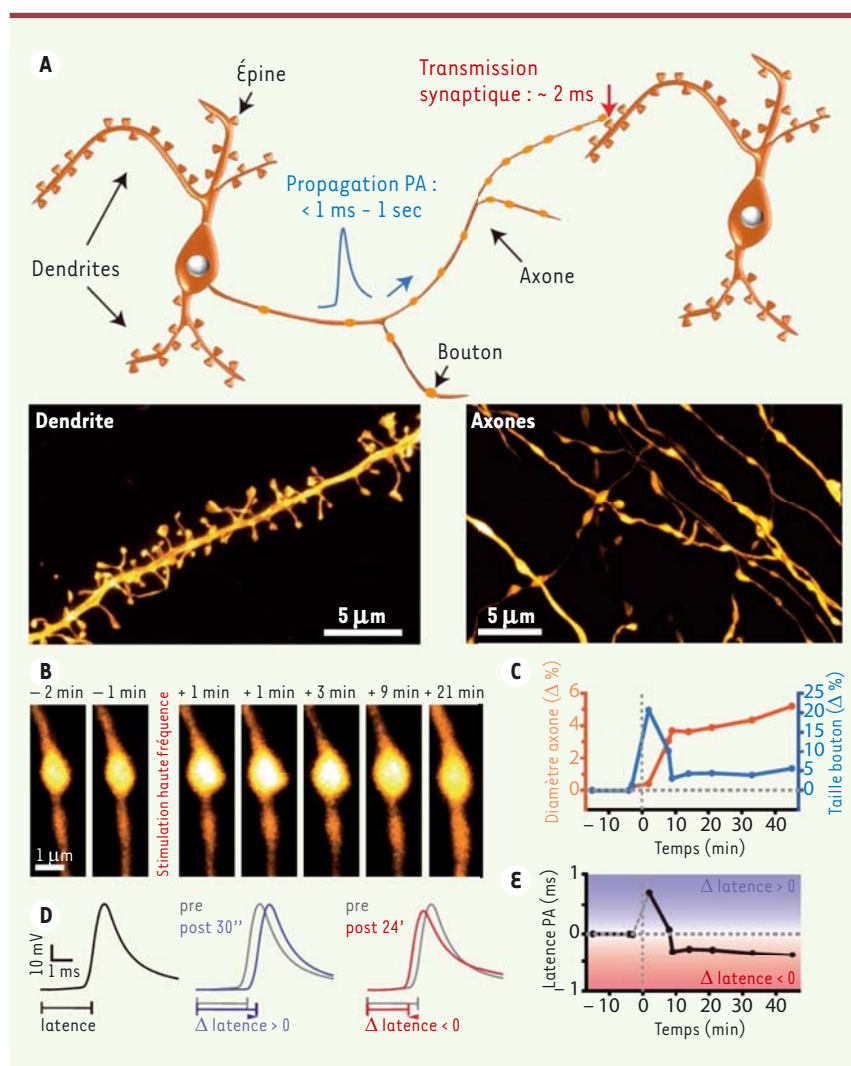 A
Épine
Transmission
synaptique : ~ 2 ms
Propagation PA :
< 1 ms – 1 sec
Dendrites
Axone
Bouton
Dendrite
5 µm
Axones
5 µm
B
– 2 min – 1 min + 1 min + 1 min + 3 min + 9 min + 21 min
Stimulation haute fréquence
1 µm
C
Diamètre axone (Δ %)
6
4
2
0
25
20
15
10
5
0
Taille bouton (Δ %)
– 10 0 10 20 30 40
Temps (min)
D
10 mV
1 ms
latence
pre
post 30’’
Δ latence > 0
pre
post 24’
Δ latence < 0
E
Latence PA (ms)
1
0
– 1
Δ latence > 0
Δ latence < 0
– 10 0 10 20 30 40
Temps (min)